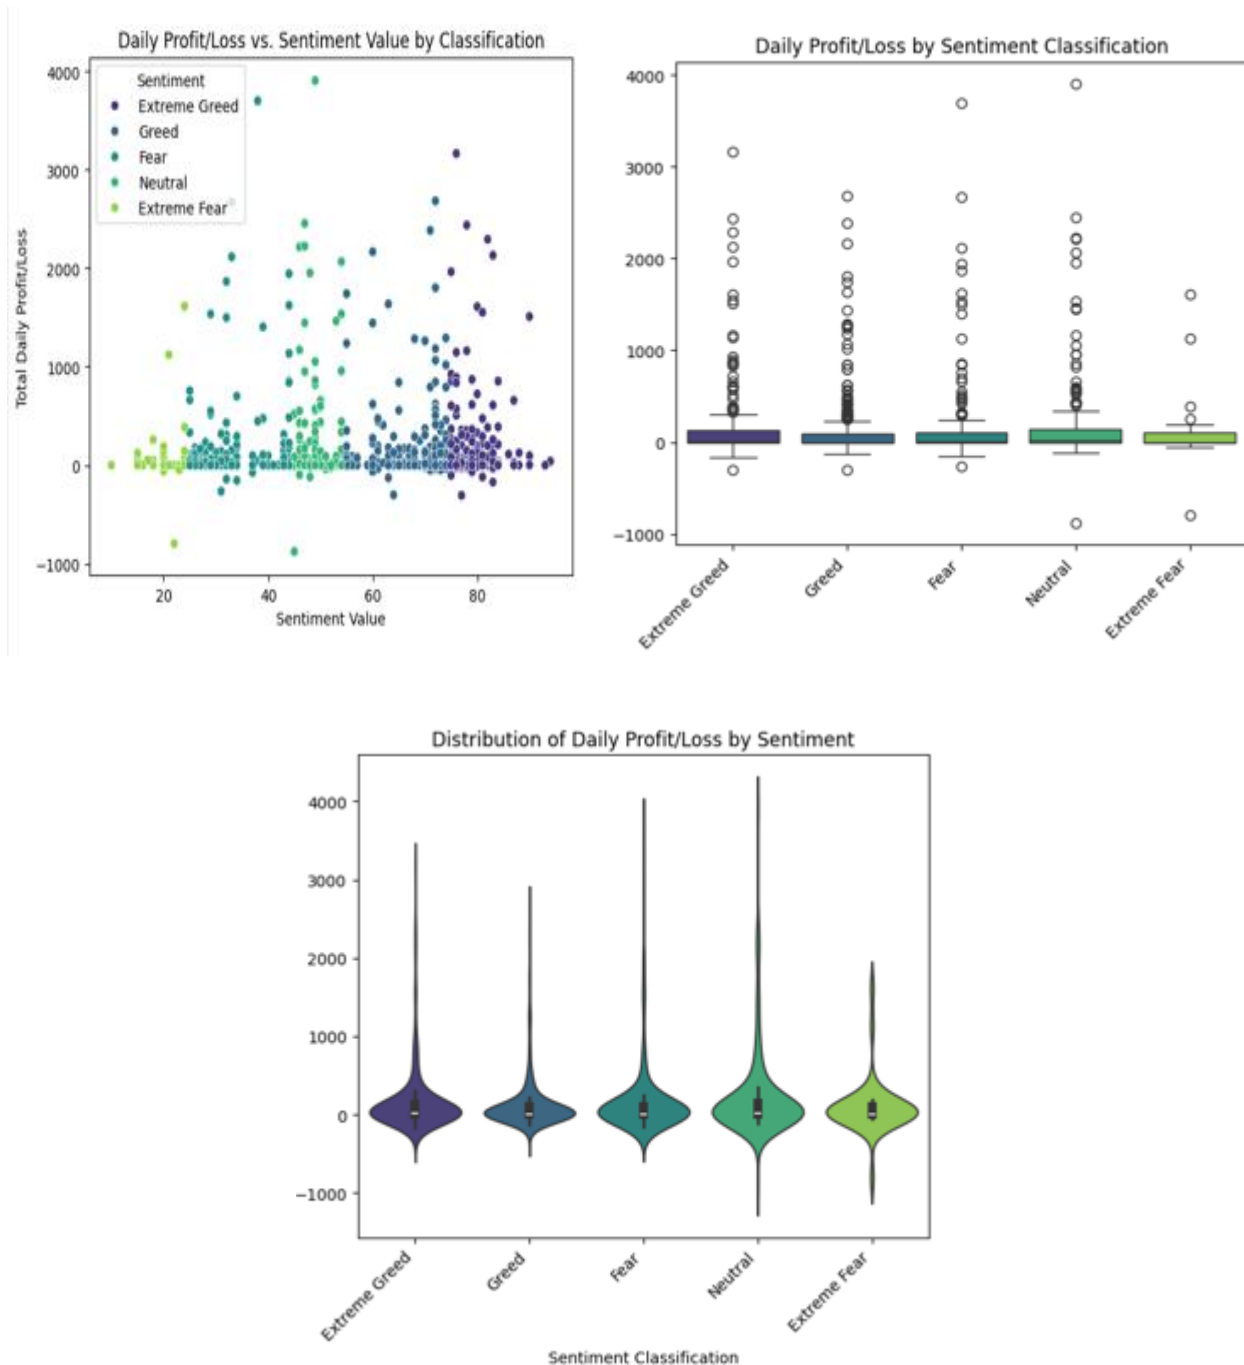 Daily Profit/Loss vs. Sentiment Value by Classification
Total Daily Profit/Loss
4000
3000
2000
1000
0
−1000
Sentiment
Extreme Greed
Greed
Fear
Neutral
Extreme Fear
20 40 60 80
Sentiment Value
Daily Profit/Loss by Sentiment Classification
4000
3000
2000
1000
0
−1000
Extreme Greed
Greed
Fear
Neutral
Extreme Fear
Distribution of Daily Profit/Loss by Sentiment
4000
3000
2000
1000
0
−1000
Extreme Greed
Greed
Fear
Neutral
Extreme Fear
Sentiment Classification